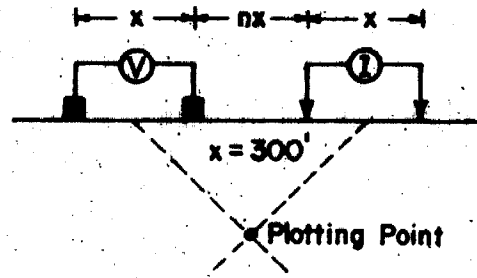 x nx x
V I
x = 300'
Plotting Point